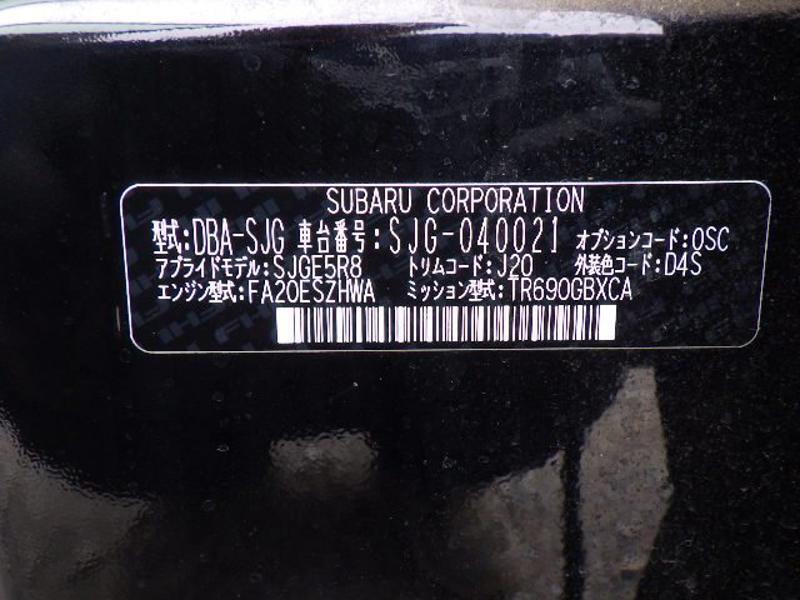 SUBARU CORPORATION
型式:DBA-SJG 車台番号:SJG-040021 オプションコード:OSC
アプライドモデル:SJGE5R8 トリムコード:J20 外装色コード:D4S
エンジン型式:FA20ESZHWA ミッション型式:TR690GBXCA